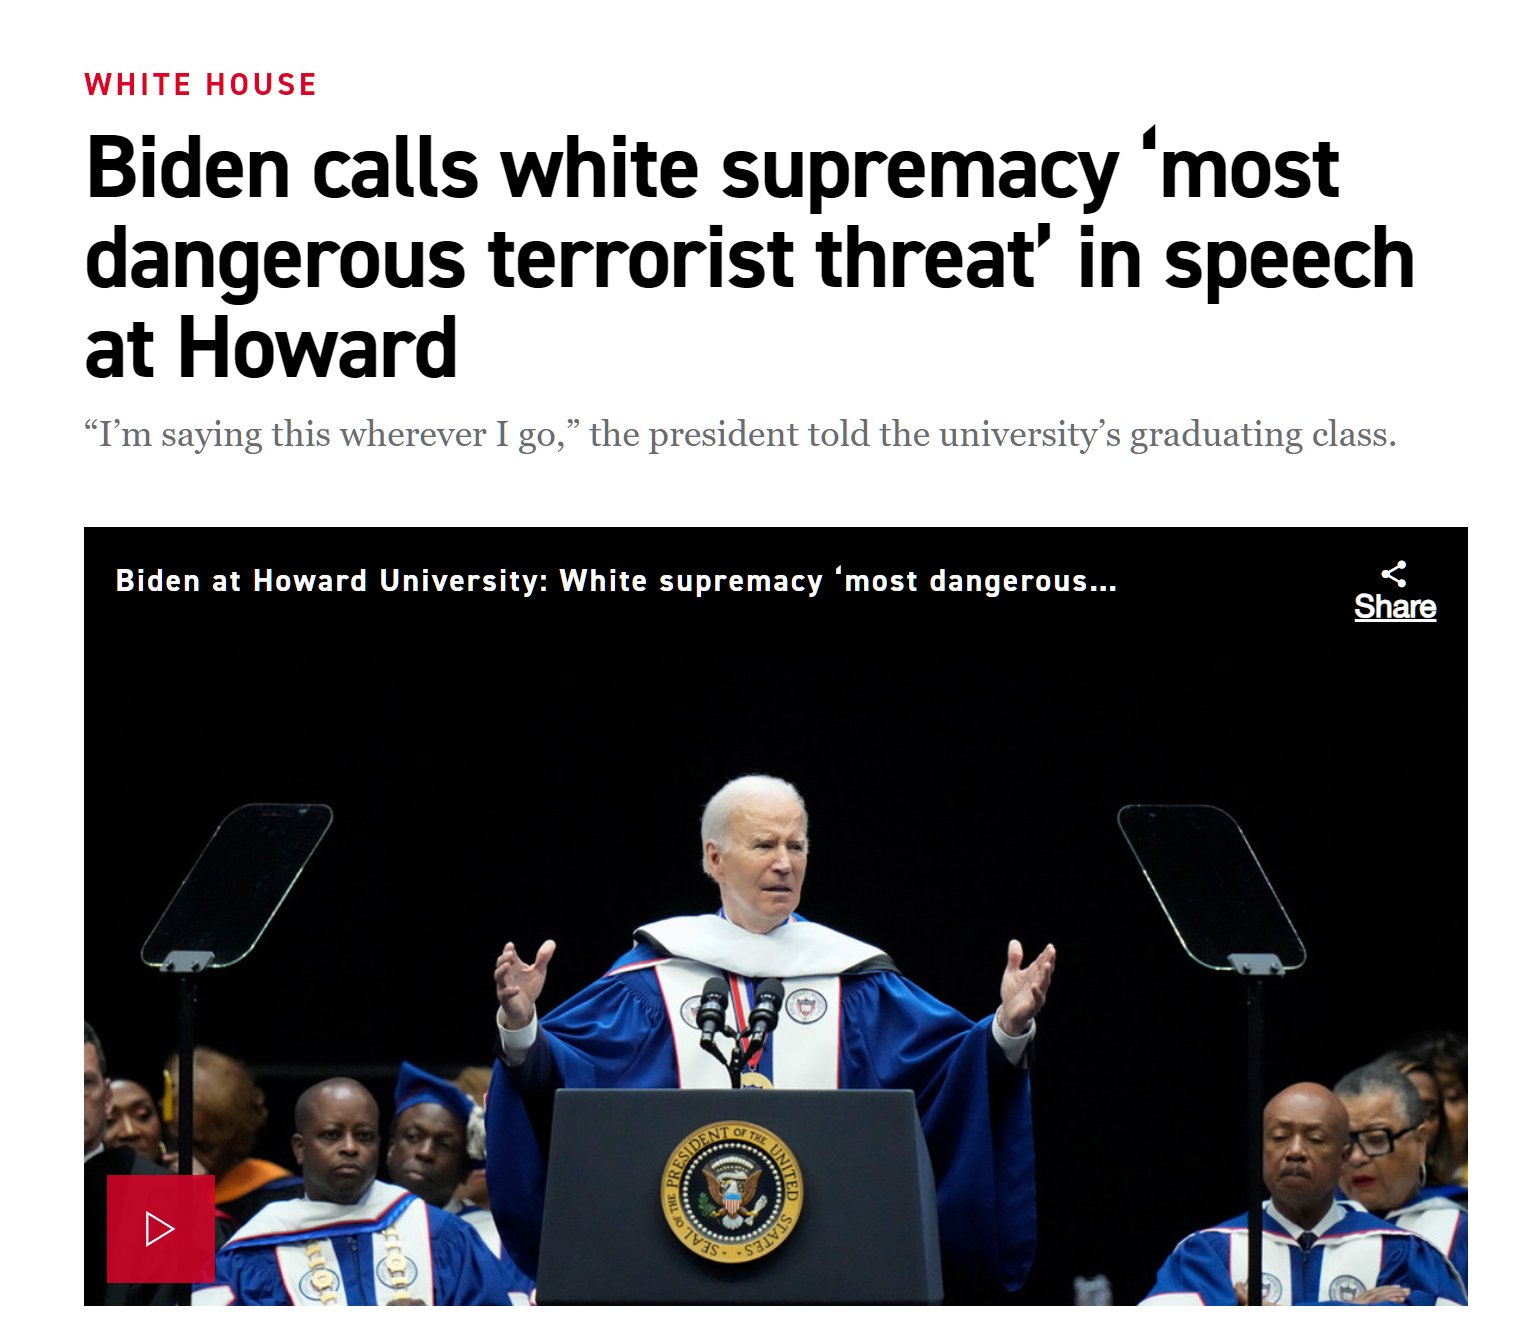 WHITE HOUSE
Biden calls white supremacy ‘most
dangerous terrorist threat’ in speech
at Howard
“I’m saying this wherever I go,” the president told the university’s graduating class.
Biden at Howard University: White supremacy ‘most dangerous...
Share
SEAL OF THE PRESIDENT OF THE UNITED STATES